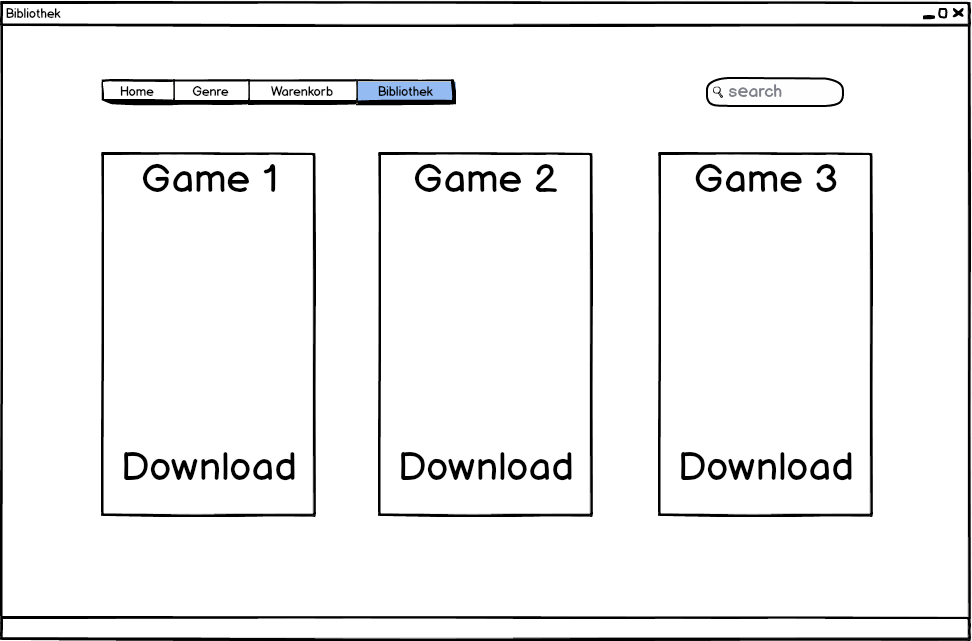 Bibliothek
Home Genre Warenkorb Bibliothek
search
Game 1 Game 2 Game 3
Download Download Download